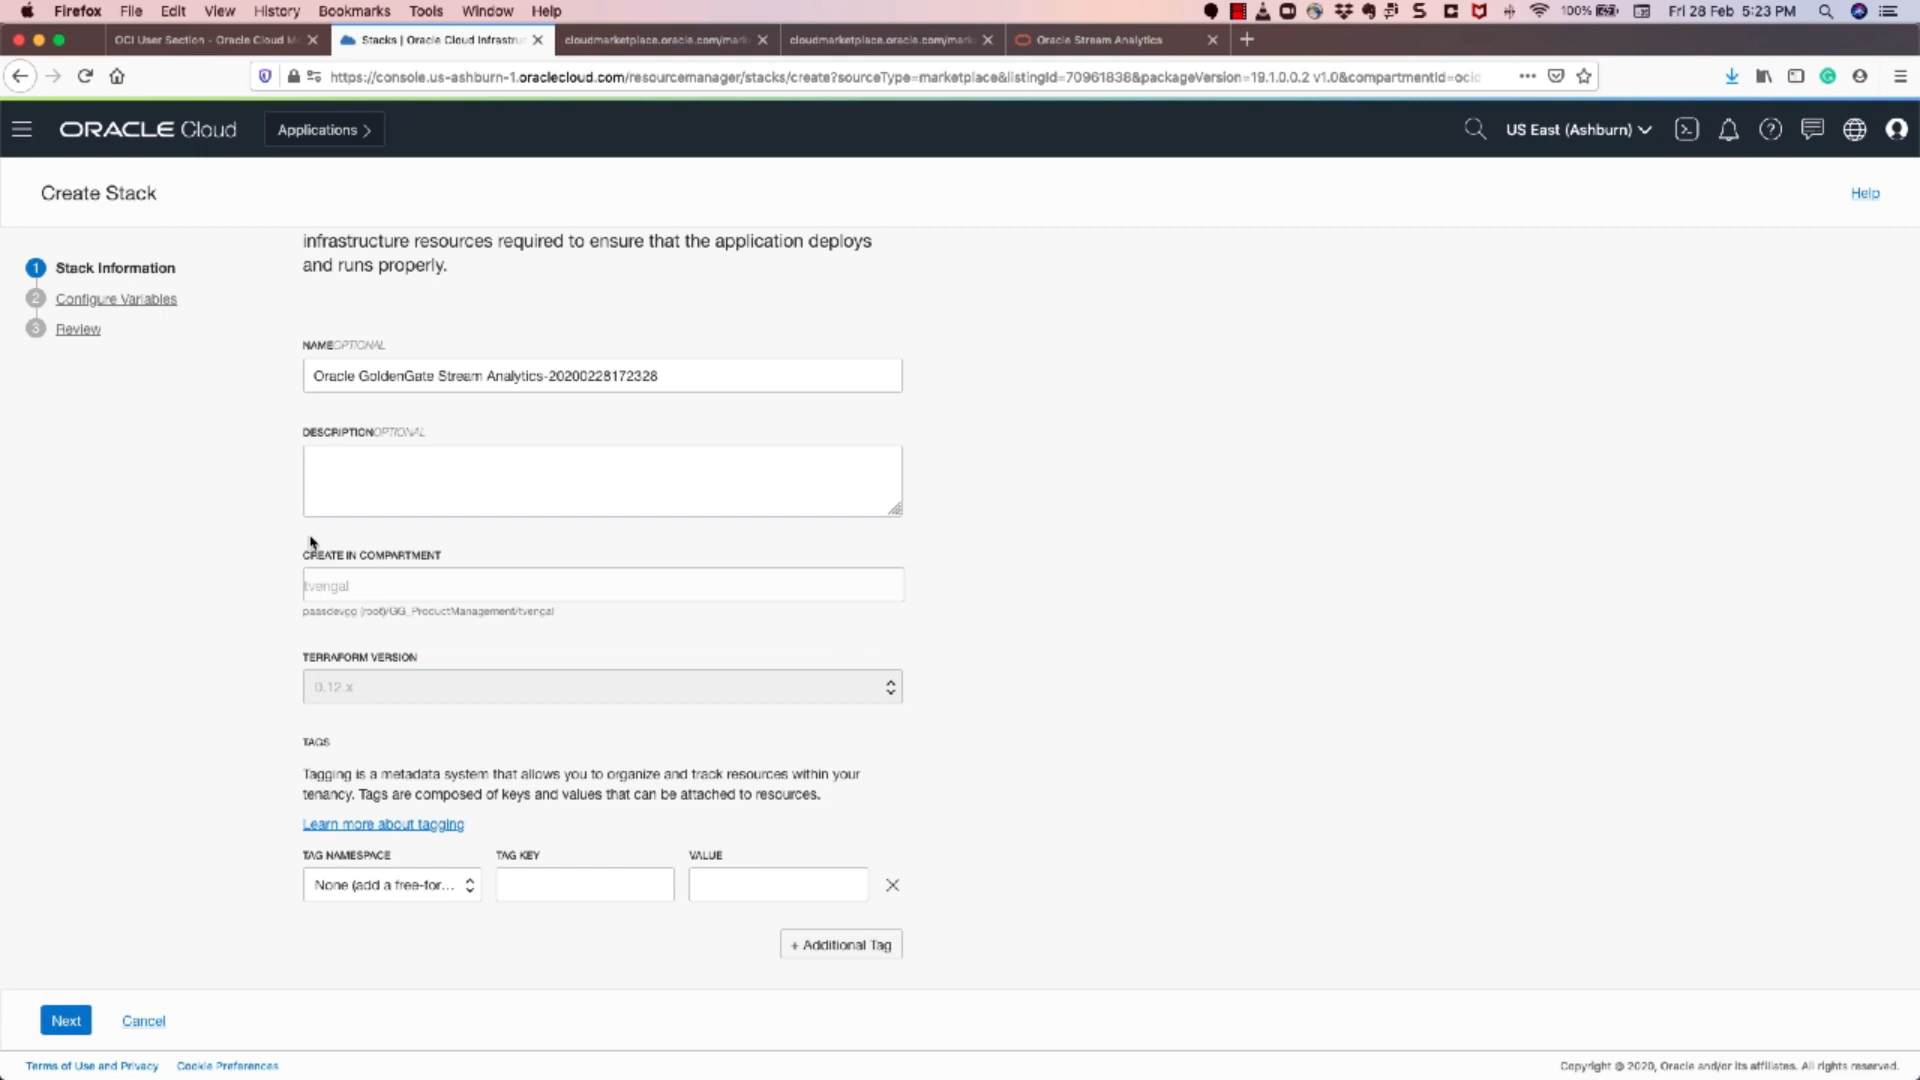 Firefox File Edit View History Bookmarks Tools Window Help 100% Fri 28 Feb 5:23 PM
OCI User Section - Oracle Cloud M
Stacks | Oracle Cloud Infrastruc
cloudmarketplace.oracle.com/mark
cloudmarketplace.oracle.com/mark
Oracle Stream Analytics
https://console.us-ashburn-1.oraclecloud.com/resourcemanager/stacks/create?sourceType=marketplace&listingId=70961838&packageVersion=19.1.0.0.2 v1.0&compartmentId=ocid
ORACLE Cloud Applications US East (Ashburn)
Create Stack Help
1 Stack Information
2 Configure Variables
3 Review
infrastructure resources required to ensure that the application deploys
and runs properly.
NAMEOPTIONAL
Oracle GoldenGate Stream Analytics-20200228172328
DESCRIPTIONOPTIONAL
CREATE IN COMPARTMENT
tvengal
paasdevgg (root)/GG_ProductManagement/tvengal
TERRAFORM VERSION
0.12.x
TAGS
Tagging is a metadata system that allows you to organize and track resources within your
tenancy. Tags are composed of keys and values that can be attached to resources.
Learn more about tagging
TAG NAMESPACE TAG KEY VALUE
None (add a free-for...
+ Additional Tag
Next Cancel
Terms of Use and Privacy Cookie Preferences Copyright @ 2020, Oracle and/or its affiliates. All rights reserved.